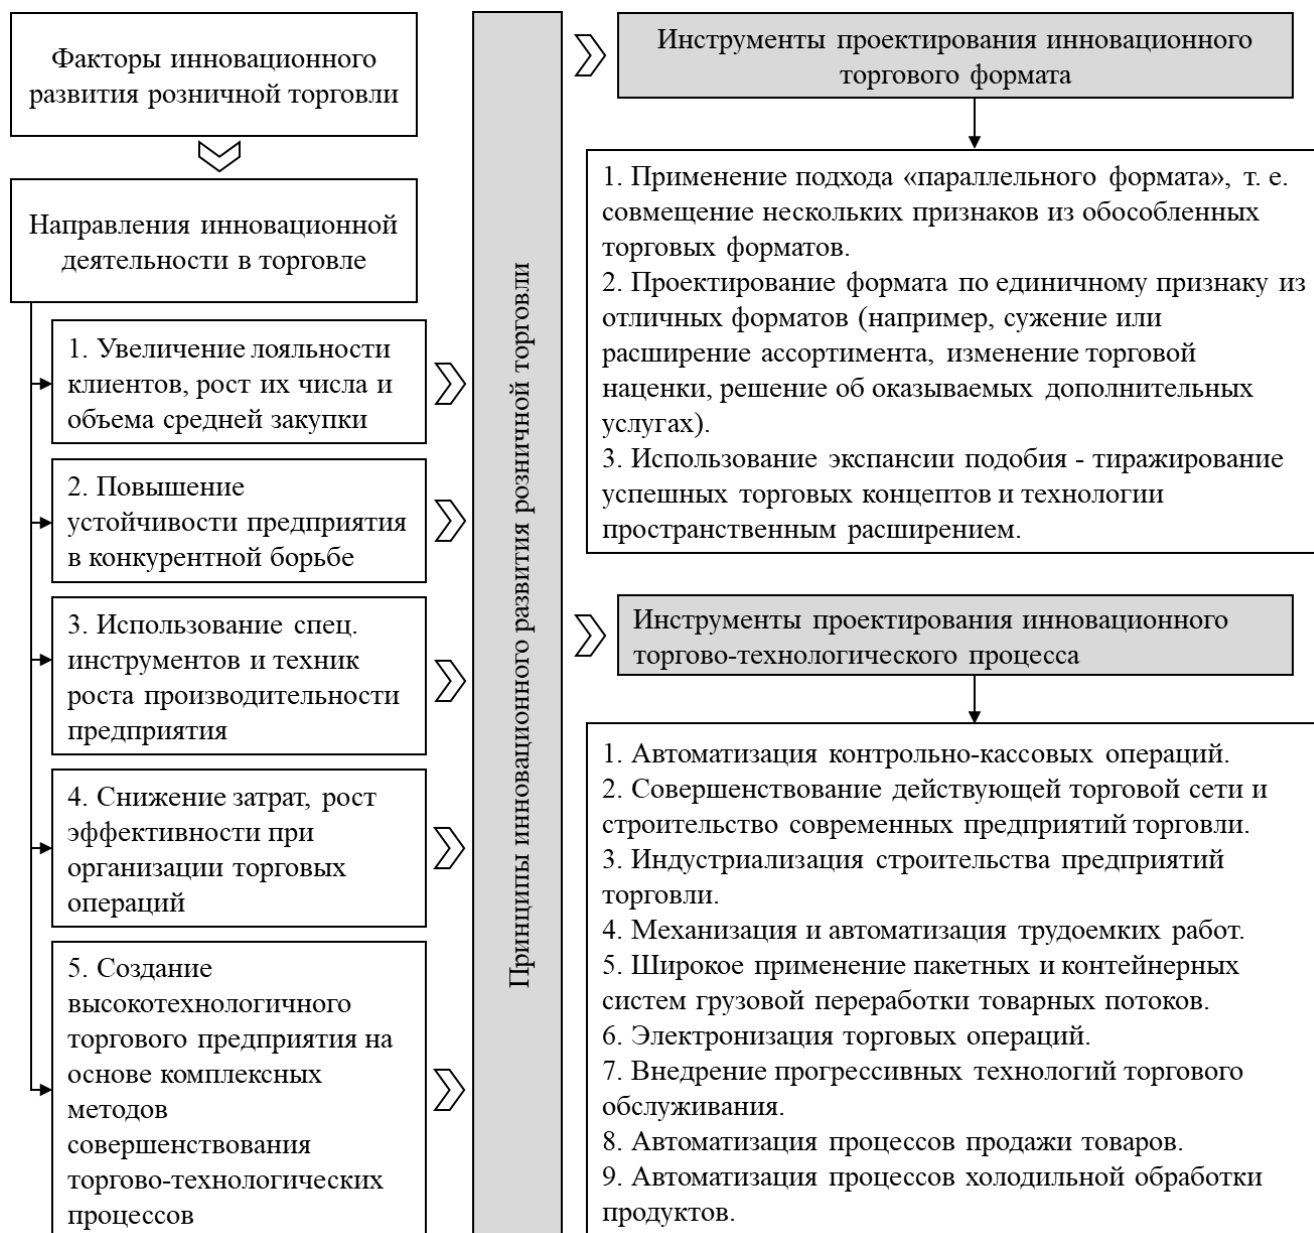 Факторы инновационного
развития розничной торговли
Направления инновационной
деятельности в торговле
1. Увеличение лояльности
клиентов, рост их числа и
объема средней закупки
2. Повышение
устойчивости предприятия
в конкурентной борьбе
3. Использование спец.
инструментов и техник
роста производительности
предприятия
4. Снижение затрат, рост
эффективности при
организации торговых
операций
5. Создание
высокотехнологичного
торгового предприятия на
основе комплексных
методов
совершенствования
торгово-технологических
процессов
Принципы инновационного развития розничной торговли
Инструменты проектирования инновационного
торгового формата
1. Применение подхода «параллельного формата», т. е.
совмещение нескольких признаков из обособленных
торговых форматов.
2. Проектирование формата по единичному признаку из
отличных форматов (например, сужение или
расширение ассортимента, изменение торговой
наценки, решение об оказываемых дополнительных
услугах).
3. Использование экспансии подобия - тиражирование
успешных торговых концептов и технологии
пространственным расширением.
Инструменты проектирования инновационного
торгово-технологического процесса
1. Автоматизация контрольно-кассовых операций.
2. Совершенствование действующей торговой сети и
строительство современных предприятий торговли.
3. Индустриализация строительства предприятий
торговли.
4. Механизация и автоматизация трудоемких работ.
5. Широкое применение пакетных и контейнерных
систем грузовой переработки товарных потоков.
6. Электронизация торговых операций.
7. Внедрение прогрессивных технологий торгового
обслуживания.
8. Автоматизация процессов продажи товаров.
9. Автоматизация процессов холодильной обработки
продуктов.